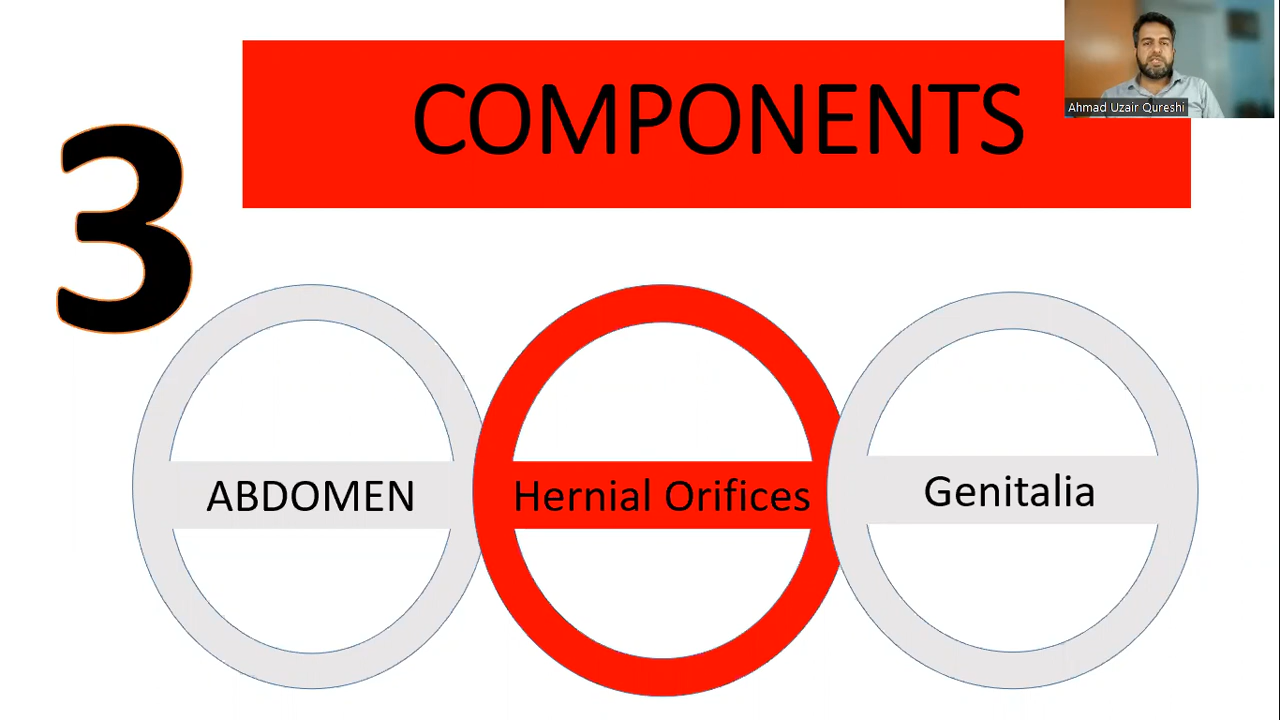 COMPONENTS
Ahmad Uzair Qureshi
3
ABDOMEN
Hernial Orifices
Genitalia